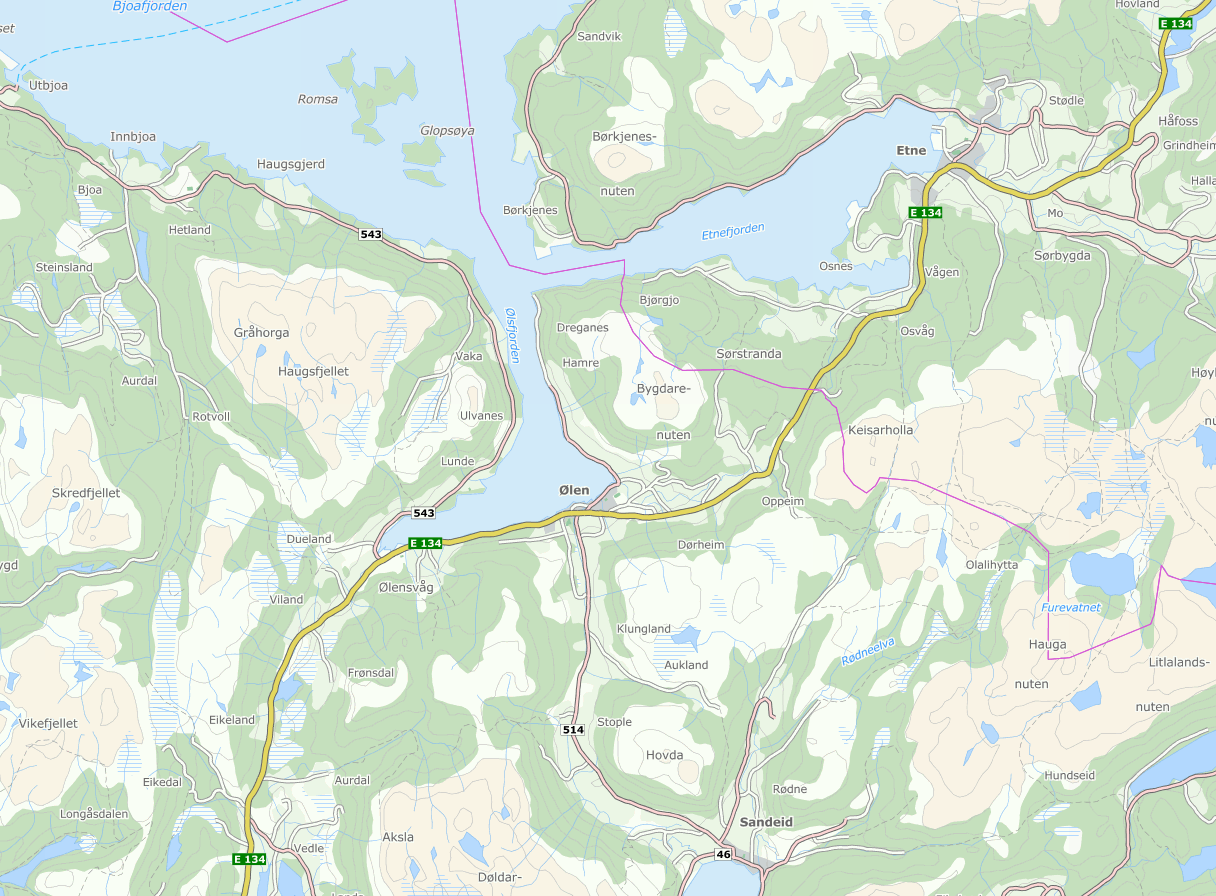 Bjoafjorden
Hovland
E 134
Sandvik
Utbjoa
Romsa
Stødle
Håfoss
Innbjoa
Glopsøya
Børkjenes-
Etne
Grindheim
Haugsgjerd
Bjoa
nuten
Børkjenes
E 134
Mo
Hetland
543
Etnefjorden
Steinsland
Osnes
Vågen
Sørbygda
Bjørgjo
Ølsfjorden
Dreganes
Osvåg
Gråhorga
Vaka
Hamre
Sørstranda
Haugsfjellet
Aurdal
Bygdare-
Rotvoll
Ulvanes
nuten
Keisarholla
Lunde
Skredfjellet
Ølen
Oppeim
543
Dueland
E 134
Dørheim
Olalihytta
Ølensvåg
Viland
Furevatnet
Klungland
Hauga
Rødneelva
Aukland
Litlalands-
Frønsdal
nuten
Vikefjellet
Eikeland
514
Stople
nuten
Hovda
Eikedal
Aurdal
Rødne
Hundseid
Longåsdalen
Aksla
Sandeid
Vedle
46
E 134
Døldar-